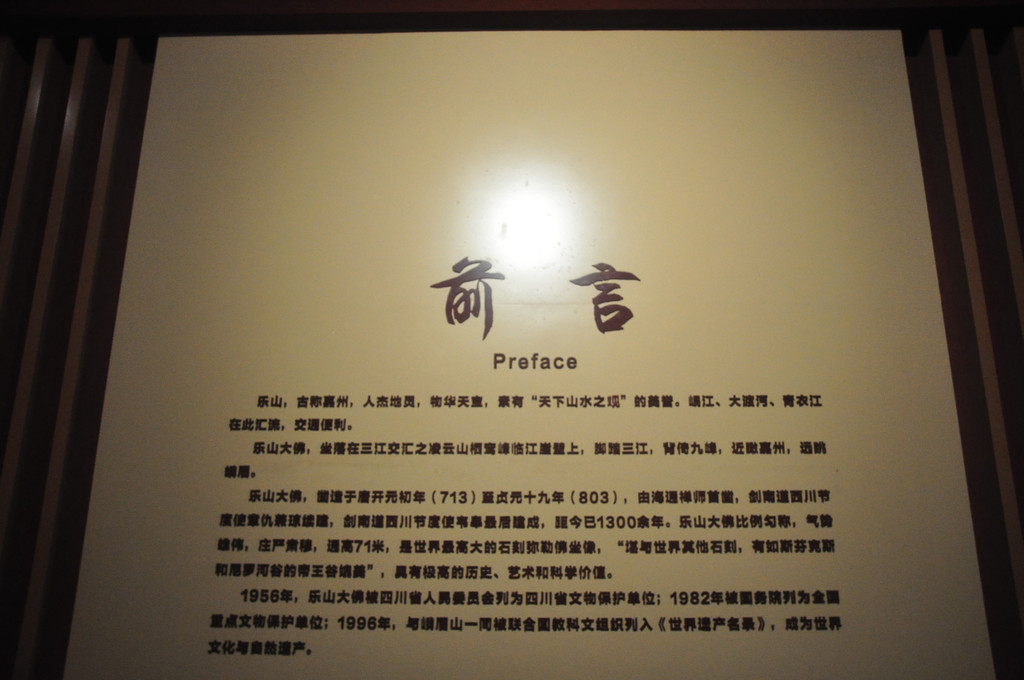 前言
Preface
乐山，古称嘉州，人杰地灵，物华天宝，素有“天下山水之观”的美誉。岷江、大渡河、青衣江
在此汇流，交通便利。
乐山大佛，坐落在三江交汇之凌云山栖鸾峰临江崖壁上，脚踏三江，背倚九峰，近瞰嘉州，远眺
峨眉。
乐山大佛，凿造于唐开元初年（713）至贞元十九年（803），由海通禅师首凿，剑南道西川节
度使章仇兼琼续建，剑南道西川节度使韦皋最后建成，距今已1300余年。乐山大佛比例匀称，气势
雄伟，庄严肃穆，通高71米，是世界最高大的石刻弥勒佛坐像，“堪与世界其他石刻，有如斯芬克斯
和尼罗河谷的帝王谷媲美”，具有极高的历史、艺术和科学价值。
1956年，乐山大佛被四川省人民委员会列为四川省文物保护单位；1982年被国务院列为全国
重点文物保护单位；1996年，与峨眉山一同被联合国教科文组织列入《世界遗产名录》，成为世界
文化与自然遗产。